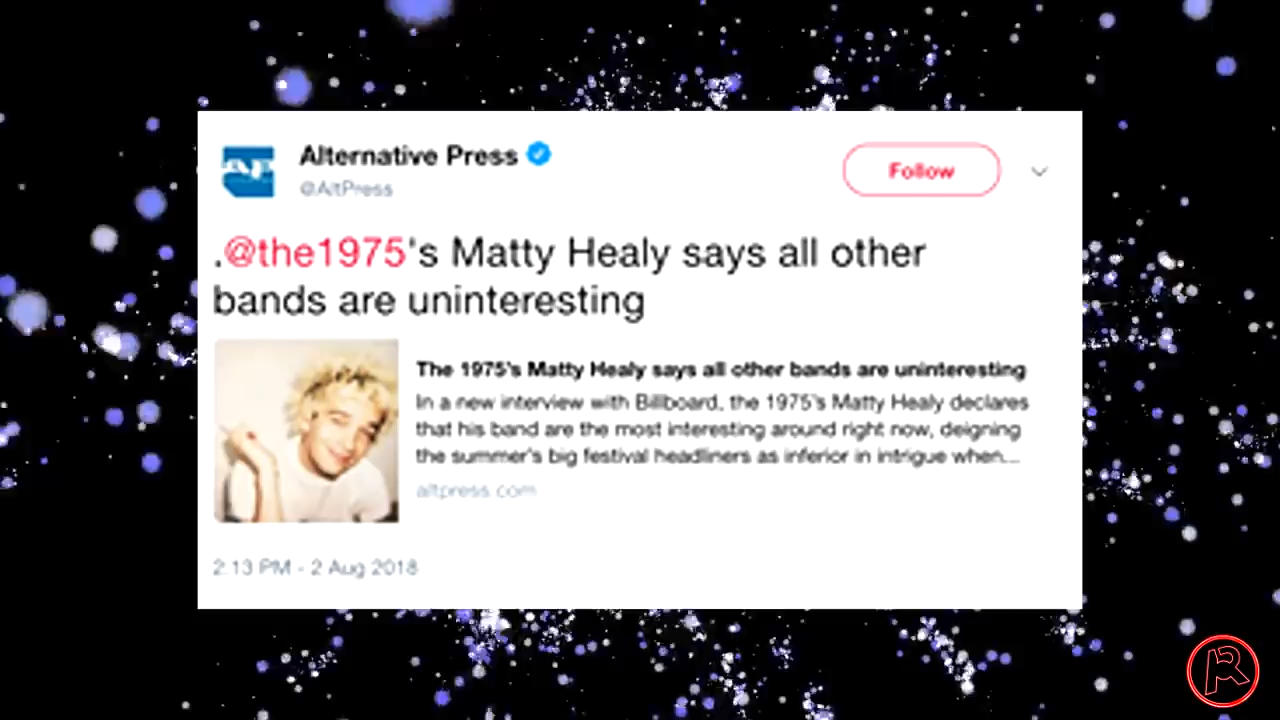 Alternative Press
@AltPress
Follow
.@the1975's Matty Healy says all other
bands are uninteresting
The 1975's Matty Healy says all other bands are uninteresting
In a new interview with Billboard, the 1975's Matty Healy declares
that his band are the most interesting around right now, deigning
the summer's big festival headliners as inferior in intrigue when...
altpress.com
2:13 PM - 2 Aug 2018